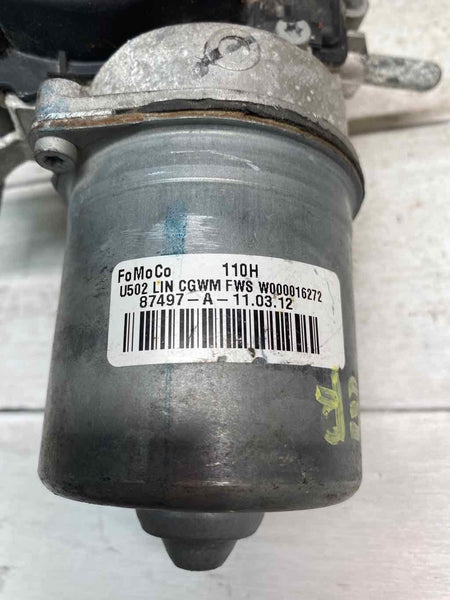 FoMoCo 110H
U502 LIN CGWM FWS W000016272
87497-A-11.03.12